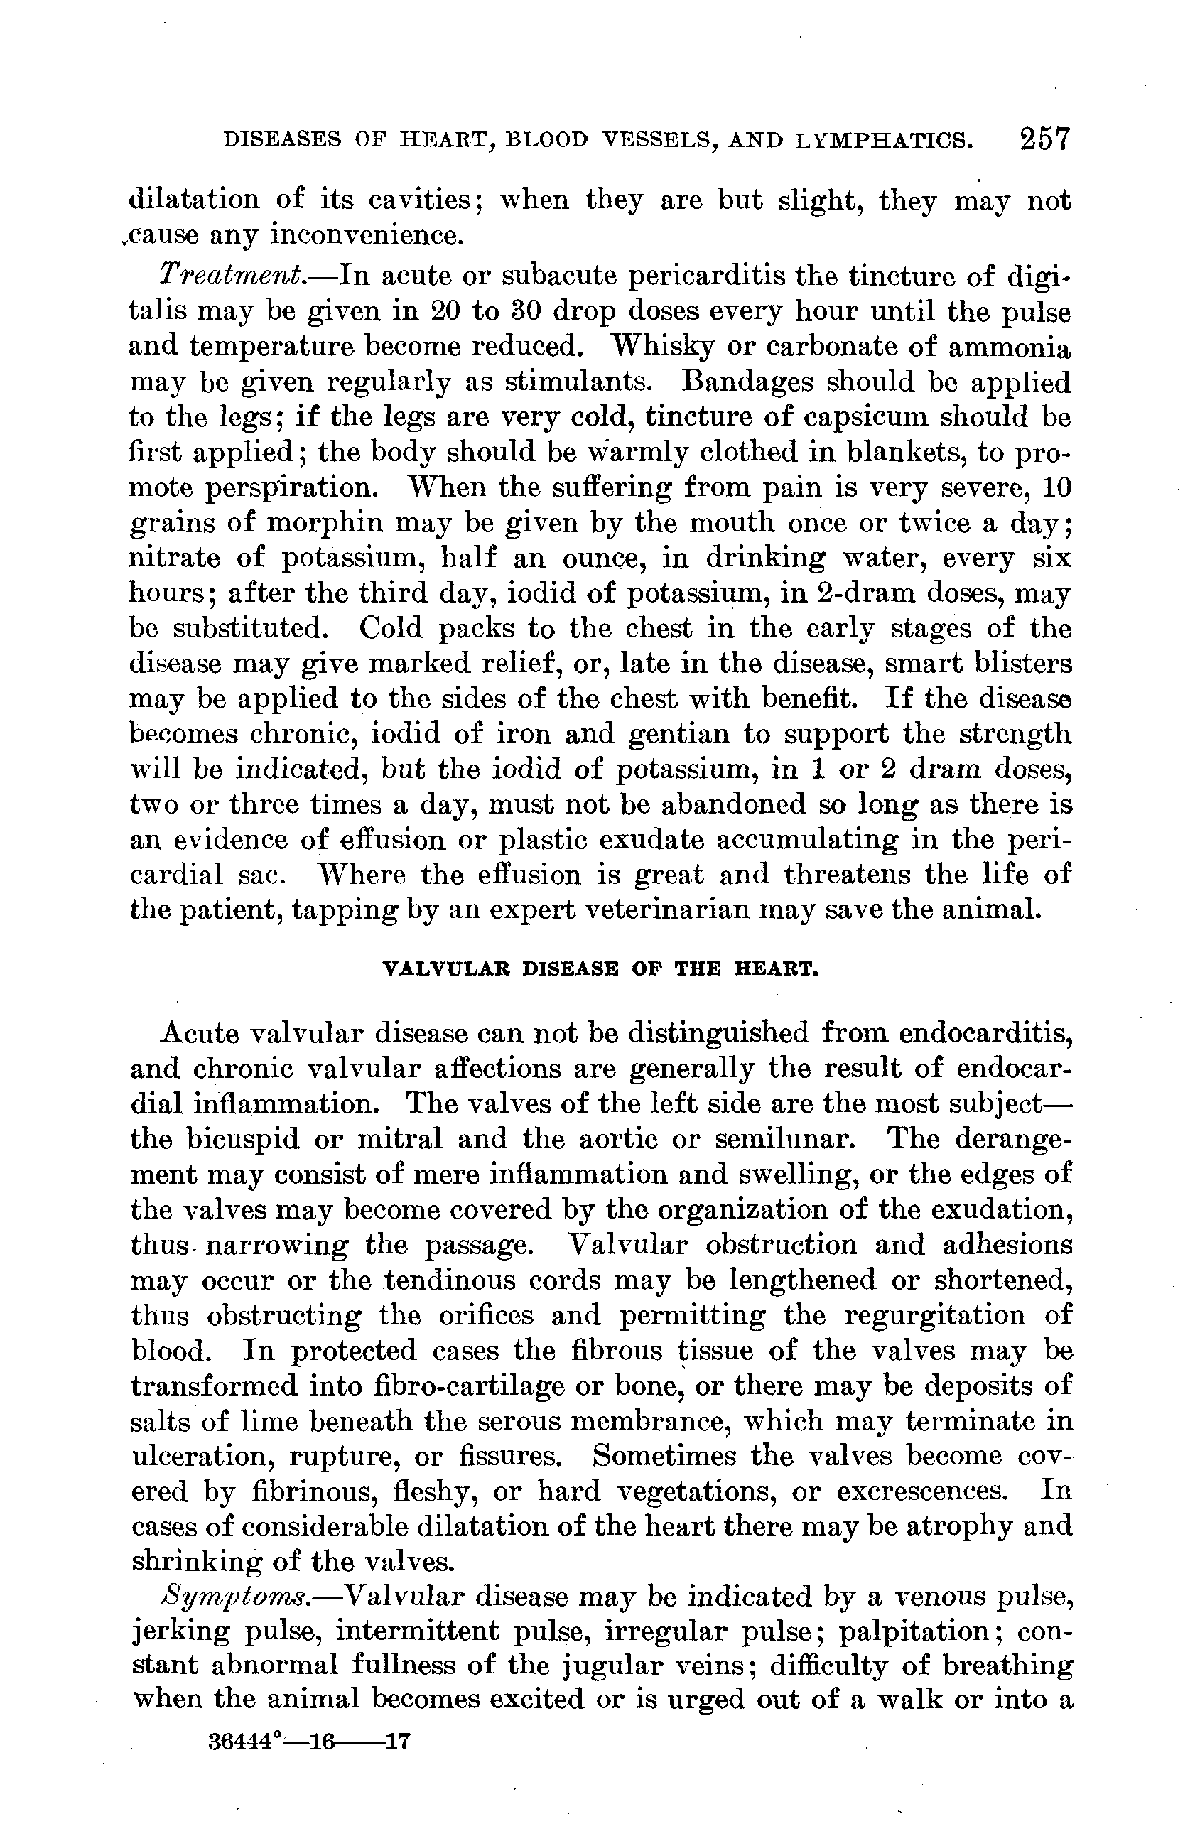 DISEASES OF HEART, BLOOD VESSELS, AND LYMPHATICS. 257
dilatation of its cavities; when they are but slight, they may not
cause any inconvenience.
Treatment.—In acute or subacute pericarditis the tincture of digi-
talis may be given in 20 to 30 drop doses every hour until the pulse
and temperature become reduced. Whisky or carbonate of ammonia
may be given regularly as stimulants. Bandages should be applied
to the legs; if the legs are very cold, tincture of capsicum should be
first applied; the body should be warmly clothed in blankets, to pro-
mote perspiration. When the suffering from pain is very severe, 10
grains of morphin may be given by the mouth once or twice a day;
nitrate of potassium, half an ounce, in drinking water, every six
hours; after the third day, iodid of potassium, in 2-dram doses, may
be substituted. Cold packs to the chest in the early stages of the
disease may give marked relief, or, late in the disease, smart blisters
may be applied to the sides of the chest with benefit. If the disease
becomes chronic, iodid of iron and gentian to support the strength
will be indicated, but the iodid of potassium, in 1 or 2 dram doses,
two or three times a day, must not be abandoned so long as there is
an evidence of effusion or plastic exudate accumulating in the peri-
cardial sac. Where the effusion is great and threatens the life of
the patient, tapping by an expert veterinarian may save the animal.
VALVULAR DISEASE OF THE HEART.
Acute valvular disease can not be distinguished from endocarditis,
and chronic valvular affections are generally the result of endocar-
dial inflammation. The valves of the left side are the most subject—
the bicuspid or mitral and the aortic or semilunar. The derange-
ment may consist of mere inflammation and swelling, or the edges of
the valves may become covered by the organization of the exudation,
thus narrowing the passage. Valvular obstruction and adhesions
may occur or the tendinous cords may be lengthened or shortened,
thus obstructing the orifices and permitting the regurgitation of
blood. In protected cases the fibrous tissue of the valves may be
transformed into fibro-cartilage or bone, or there may be deposits of
salts of lime beneath the serous membrance, which may terminate in
ulceration, rupture, or fissures. Sometimes the valves become cov-
ered by fibrinous, fleshy, or hard vegetations, or excrescences. In
cases of considerable dilatation of the heart there may be atrophy and
shrinking of the valves.
Symptoms.—Valvular disease may be indicated by a venous pulse,
jerking pulse, intermittent pulse, irregular pulse; palpitation; con-
stant abnormal fullness of the jugular veins; difficulty of breathing
when the animal becomes excited or is urged out of a walk or into a
36444°—16——17